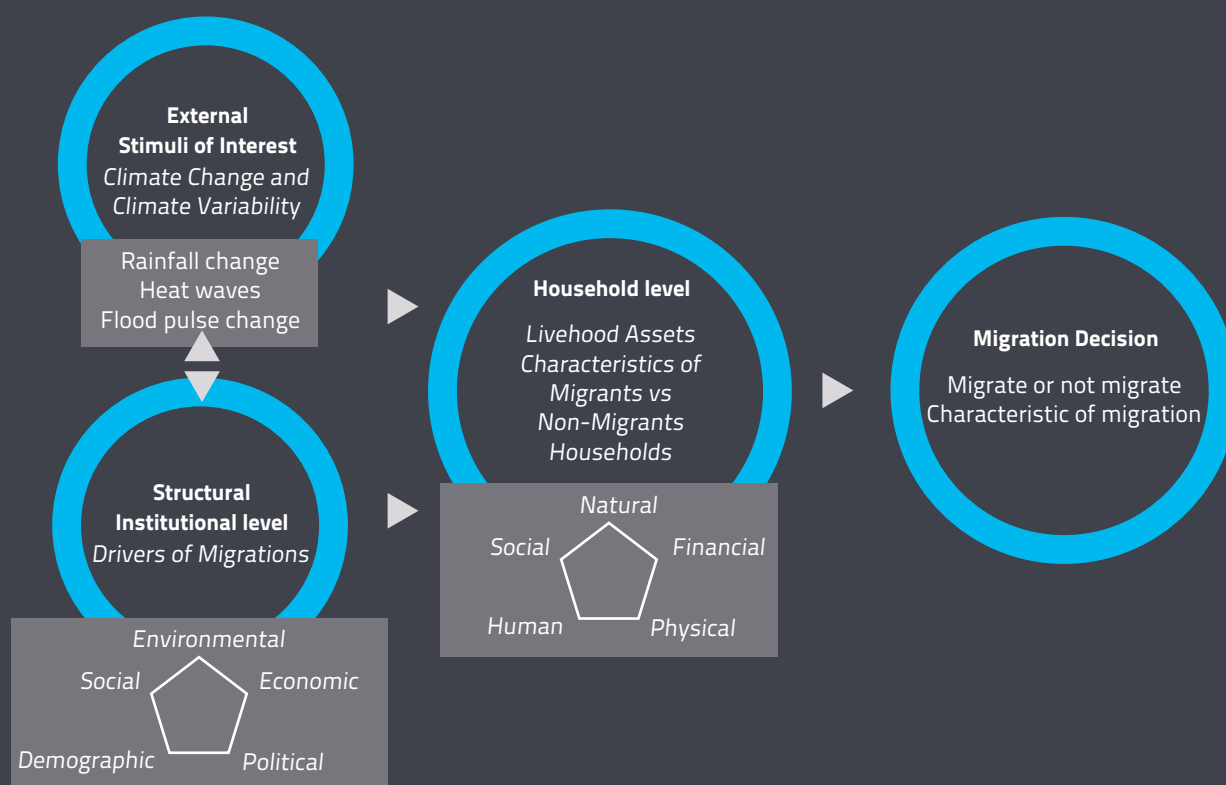 External
Stimuli of Interest
Climate Change and
Climate Variability
Rainfall change
Heat waves
Flood pulse change
Structural
Institutional level
Drivers of Migrations
Environmental
Social
Economic
Demographic
Political
Household level
Livehood Assets
Characteristics of
Migrants vs
Non-Migrants
Households
Natural
Social
Financial
Human
Physical
Migration Decision
Migrate or not migrate
Characteristic of migration